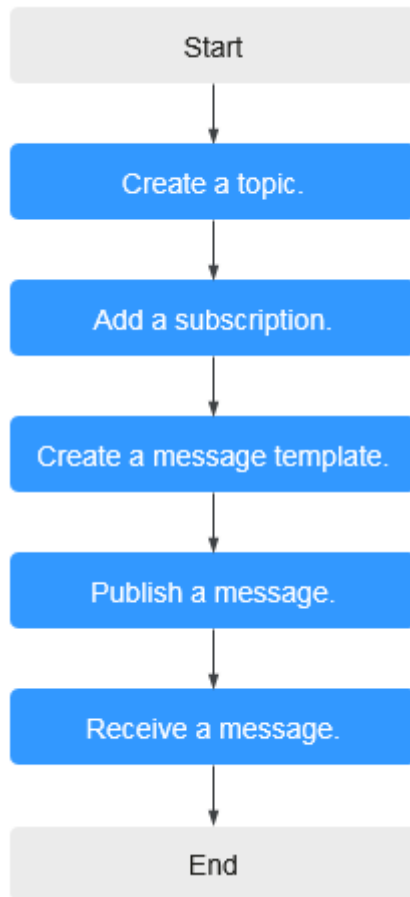 Start
Create a topic.
Add a subscription.
Create a message template.
Publish a message.
Receive a message.
End